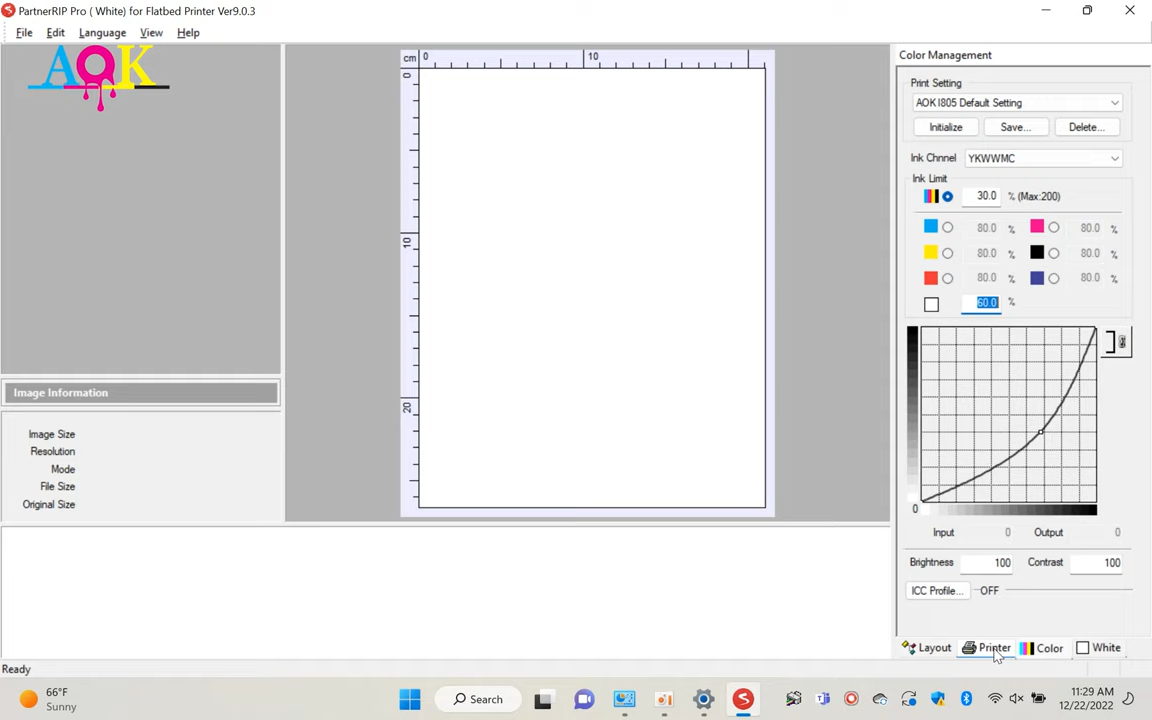 PartnerRIP Pro ( White) for Flatbed Printer Ver9.0.3
File Edit Language View Help
AOK
cm 0 10
0
10
20
Image Information
Image Size
Resolution
Mode
File Size
Original Size
Color Management
Print Setting
AOK I805 Default Setting
Initialize Save... Delete...
Ink Chnnel YKWWMC
Ink Limit
30.0 % (Max:200)
80.0 % 80.0 %
80.0 % 80.0 %
80.0 % 80.0 %
60.0 %
0
Input 0 Output 0
Brightness 100 Contrast 100
ICC Profile... OFF
Layout Printer Color White
Ready
66°F
Sunny
Search
11:29 AM
12/22/2022